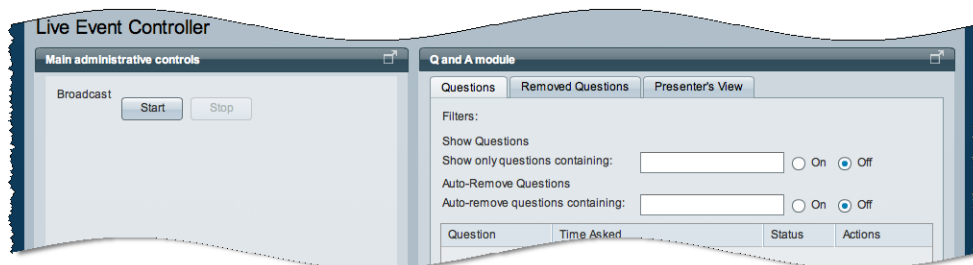 Live Event Controller
Main administrative controls
Broadcast
Start Stop
Q and A module
Questions Removed Questions Presenter's View
Filters:
Show Questions
Show only questions containing: On Off
Auto-Remove Questions
Auto-remove questions containing: On Off
Question Time Asked Status Actions